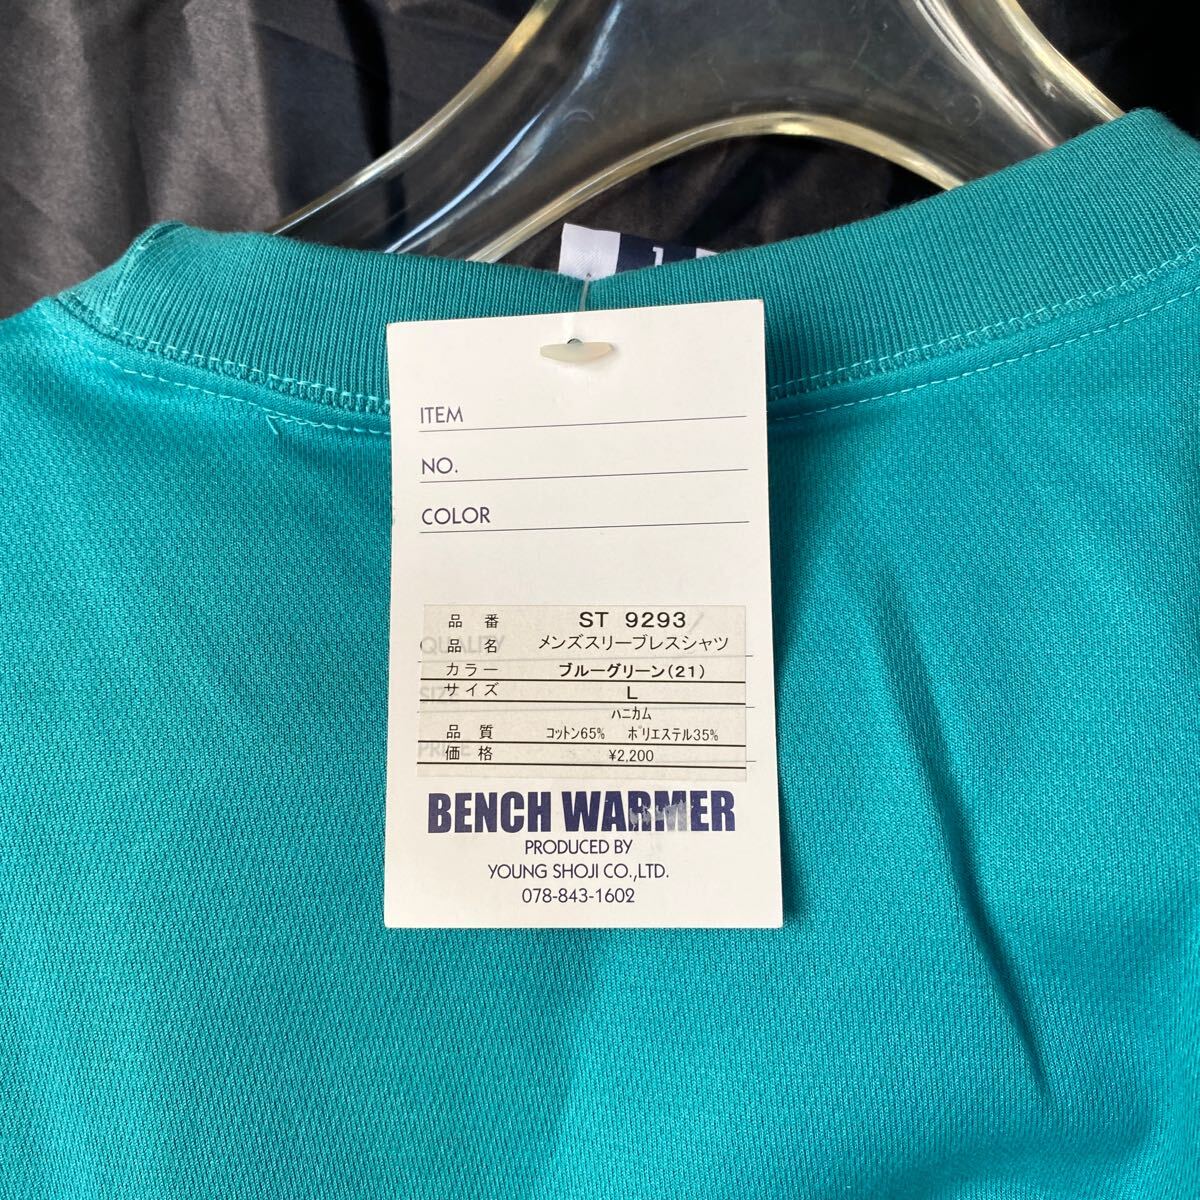 ITEM
NO.
COLOR
品 番 ST 9293
QUALITY
品 名 メンズスリーブレスシャツ
カラー ブルーグリーン(21)
サイズ L
ハニカム
品 質 コットン65% ポリエステル35%
価 格 ¥2,200
BENCH WARMER
PRODUCED BY
YOUNG SHOJI CO.,LTD.
078-843-1602